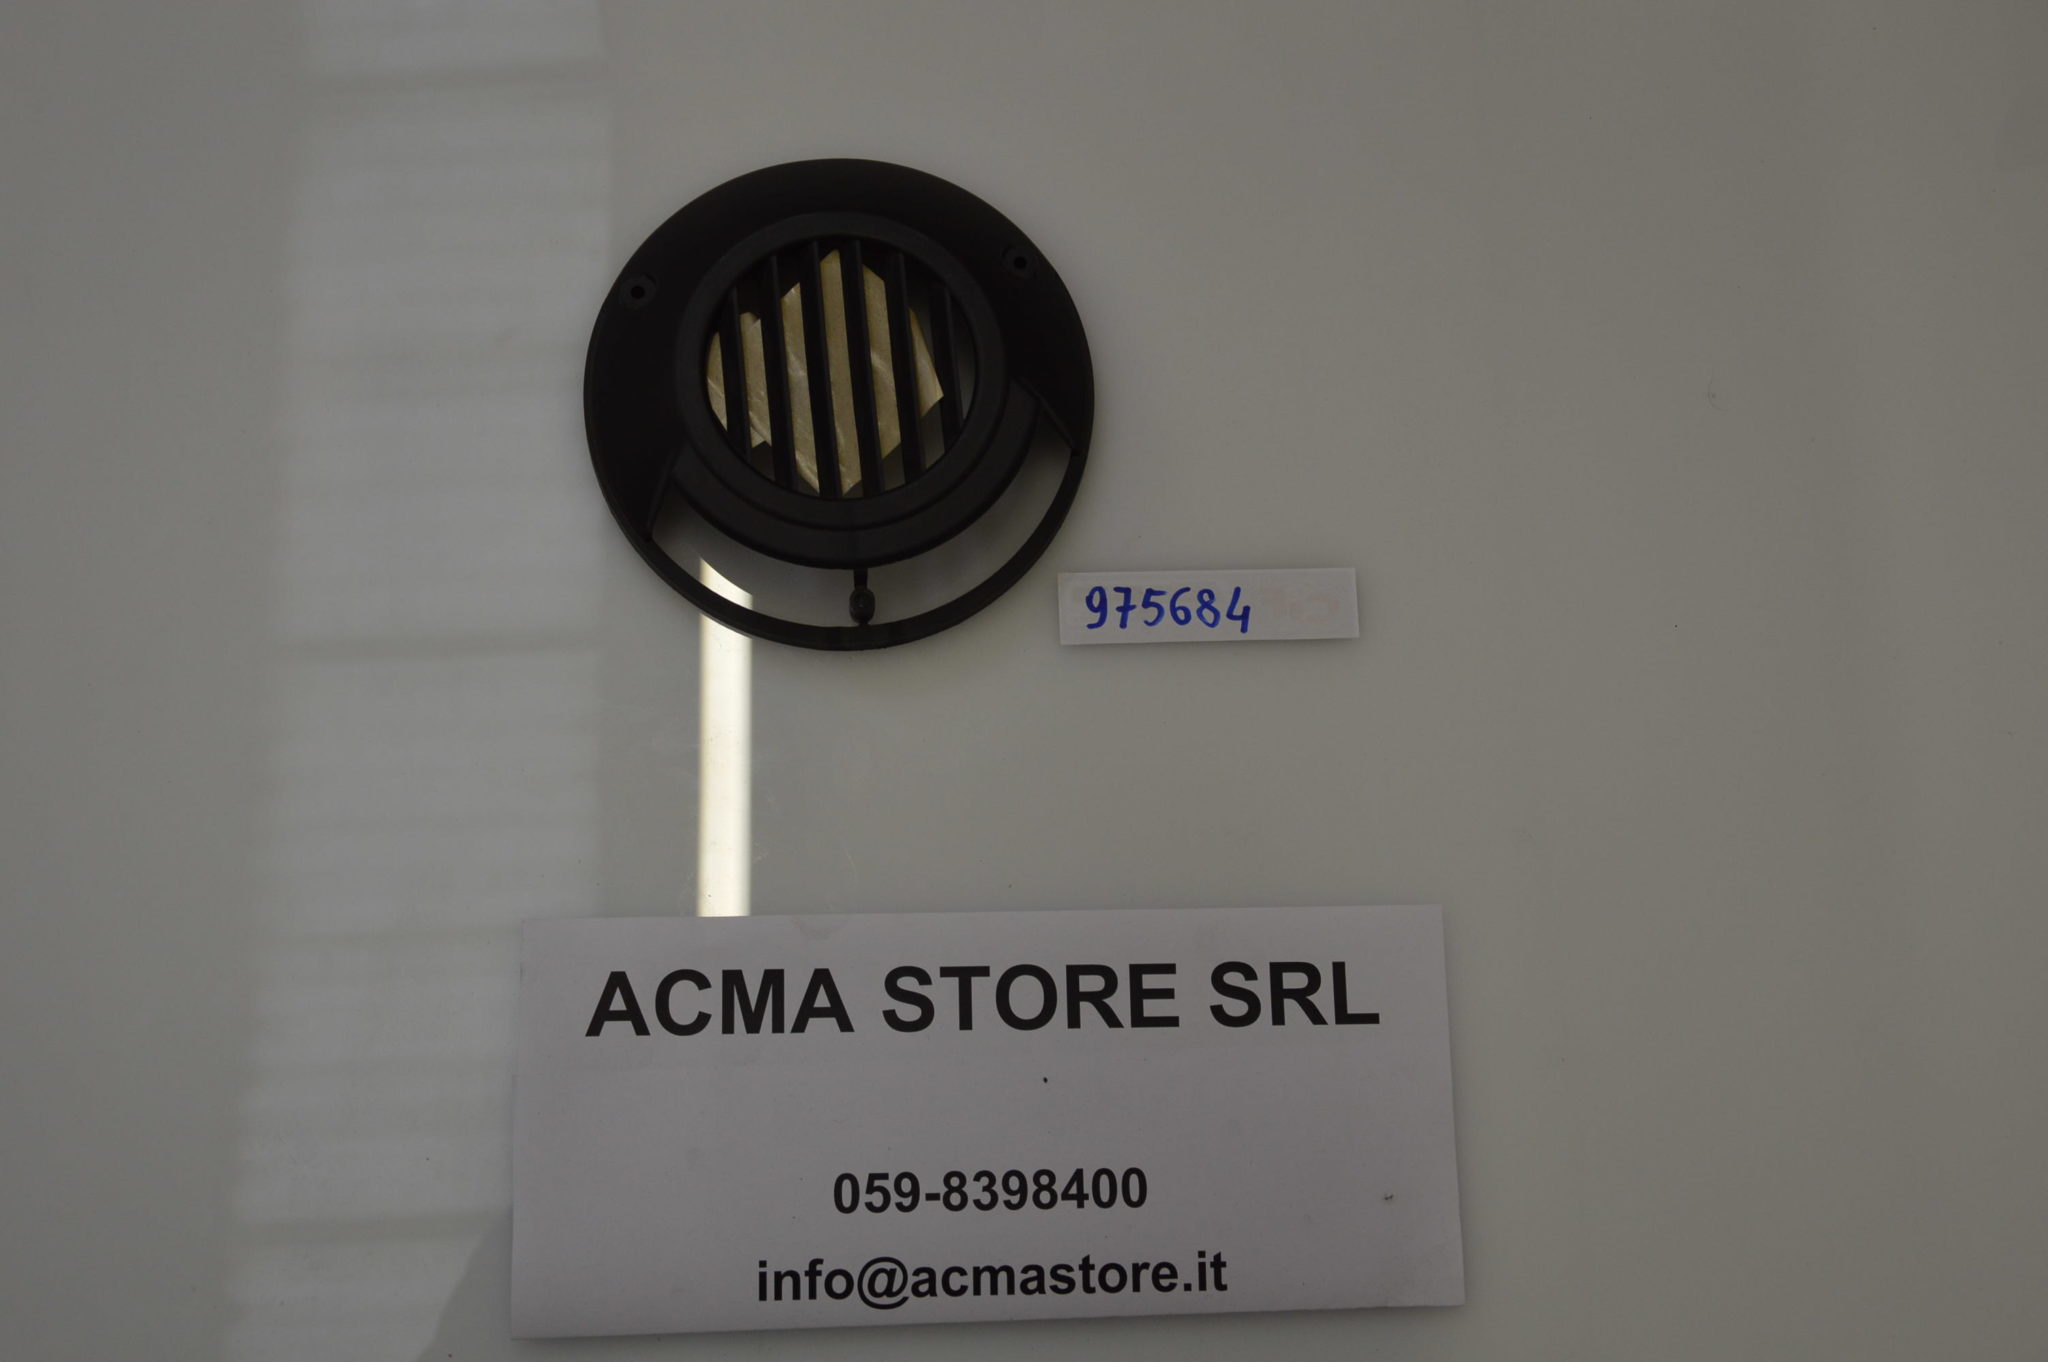 975684
ACMA STORE SRL
059-8398400
info@acmastore.it